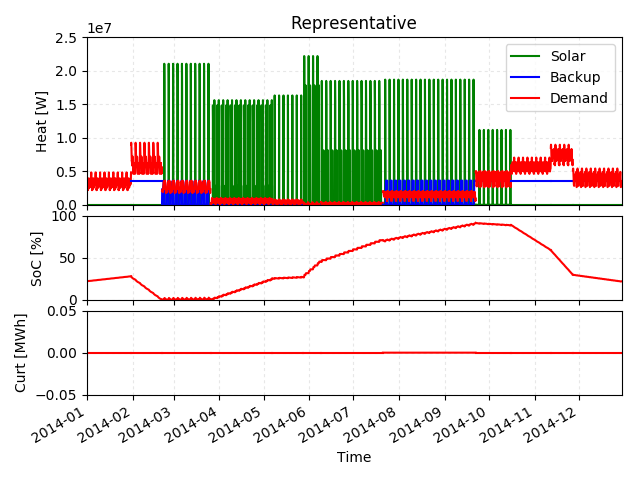 Representative
1e7
2.5
2.0
1.5
1.0
0.5
0.0
Heat [W]
Solar
Backup
Demand
100
50
0
SoC [%]
0.05
0.00
−0.05
Curt [MWh]
2014-01
2014-02
2014-03
2014-04
2014-05
2014-06
2014-07
2014-08
2014-09
2014-10
2014-11
2014-12
Time